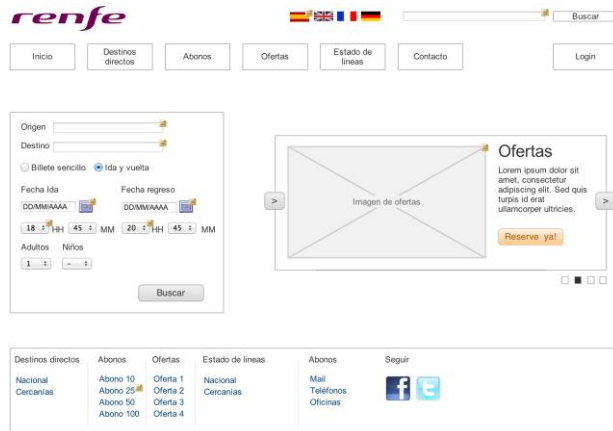 renfe
Buscar
Inicio
Destinos
directos
Abonos
Ofertas
Estado de
lineas
Contacto
Login
Origen
Destino
Billete sencillo
Ida y vuelta
Fecha Ida
Fecha regreso
DD/MM/AAAA
DD/MM/AAAA
18 HH 45 MM
20 HH 45 MM
Adultos
Niños
1
-
Buscar
>
Imagen de ofertas
Ofertas
Lorem ipsum dolor sit
amet, consectetur
adipiscing elit. Sed quis
turpis id erat
ullamcorper ultricies.
Reserve ya!
>
Destinos directos
Nacional
Cercanías
Abonos
Abono 10
Abono 25
Abono 50
Abono 100
Ofertas
Oferta 1
Oferta 2
Oferta 3
Oferta 4
Estado de lineas
Nacional
Cercanías
Abonos
Mail
Teléfonos
Oficinas
Seguir
f
t